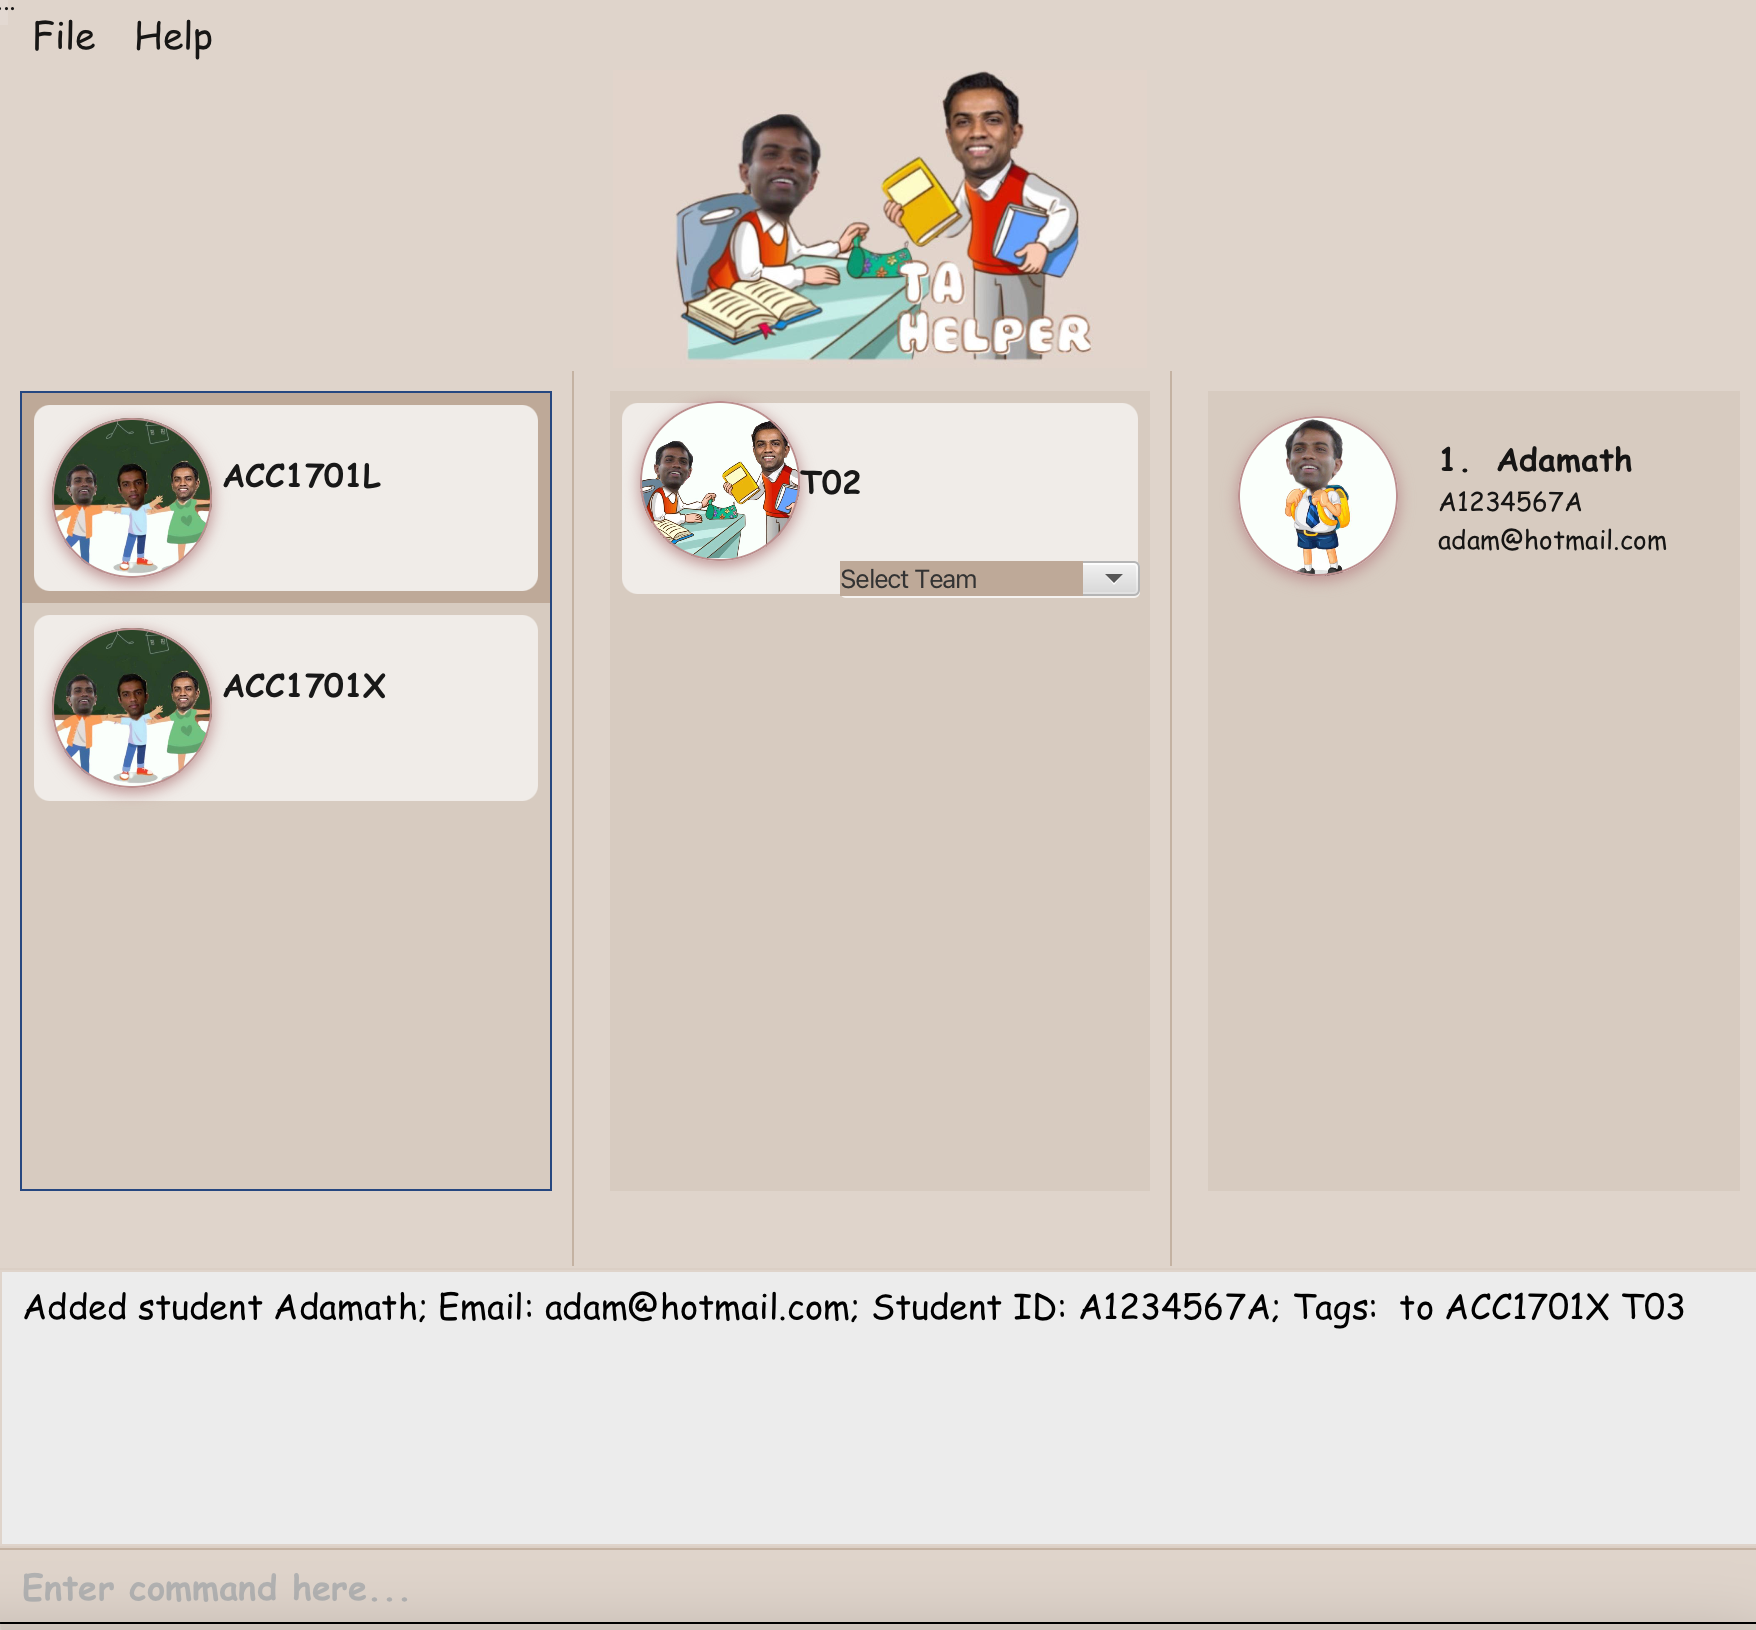 File Help
TA
HELPER
ACC1701L
ACC1701X
T02
Select Team
1. Adamath
A1234567A
adam@hotmail.com
Added student Adamath; Email: adam@hotmail.com; Student ID: A1234567A; Tags:  to ACC1701X T03
Enter command here...